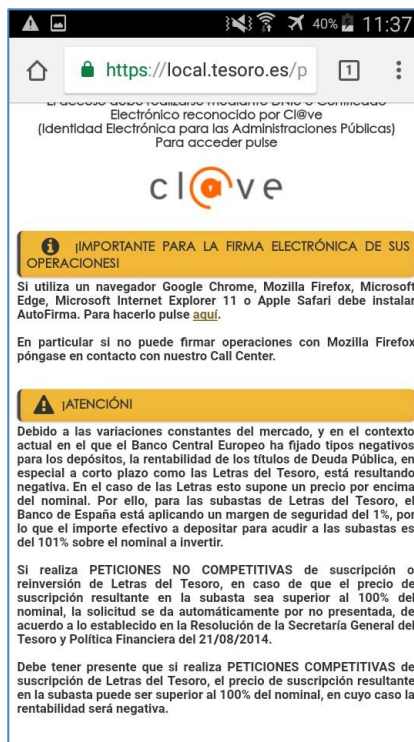 40% 11:37
https://local.tesoro.es/p 1
El acceso debe realizarse mediante DNIe o Certificado
Electrónico reconocido por Cl@ve
(Identidad Electrónica para las Administraciones Públicas)
Para acceder pulse
cl@ve
¡IMPORTANTE PARA LA FIRMA ELECTRÓNICA DE SUS
OPERACIONES!
Si utiliza un navegador Google Chrome, Mozilla Firefox, Microsoft
Edge, Microsoft Internet Explorer 11 o Apple Safari debe instalar
AutoFirma. Para hacerlo pulse aquí.
En particular si no puede firmar operaciones con Mozilla Firefox
póngase en contacto con nuestro Call Center.
¡ATENCIÓN!
Debido a las variaciones constantes del mercado, y en el contexto
actual en el que el Banco Central Europeo ha fijado tipos negativos
para los depósitos, la rentabilidad de los títulos de Deuda Pública, en
especial a corto plazo como las Letras del Tesoro, está resultando
negativa. En el caso de las Letras esto supone un precio por encima
del nominal. Por ello, para las subastas de Letras del Tesoro, el
Banco de España está aplicando un margen de seguridad del 1%, por
lo que el importe efectivo a depositar para acudir a las subastas es
del 101% sobre el nominal a invertir.
Si realiza PETICIONES NO COMPETITIVAS de suscripción o
reinversión de Letras del Tesoro, en caso de que el precio de
suscripción resultante en la subasta sea superior al 100% del
nominal, la solicitud se da automáticamente por no presentada, de
acuerdo a lo establecido en la Resolución de la Secretaría General del
Tesoro y Política Financiera del 21/08/2014.
Debe tener presente que si realiza PETICIONES COMPETITIVAS de
suscripción de Letras del Tesoro, el precio de suscripción resultante
en la subasta puede ser superior al 100% del nominal, en cuyo caso la
rentabilidad será negativa.